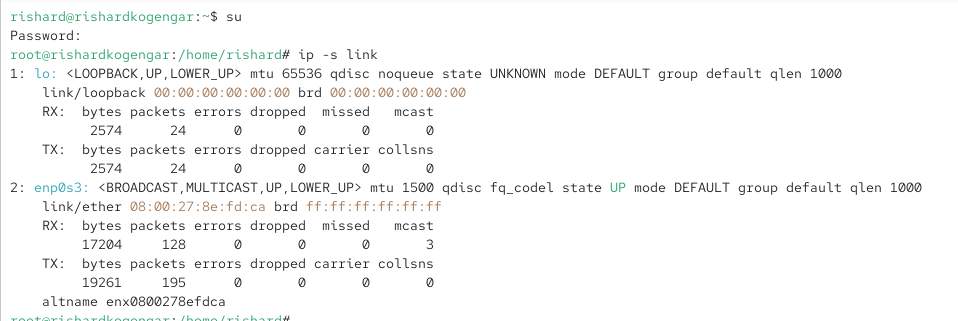 rishard@rishardkogengar:~$ su
Password:
root@rishardkogengar:/home/rishard# ip -s link
1: lo: <LOOPBACK,UP,LOWER_UP> mtu 65536 qdisc noqueue state UNKNOWN mode DEFAULT group default qlen 1000
    link/loopback 00:00:00:00:00:00 brd 00:00:00:00:00:00
    RX:  bytes packets errors dropped  missed   mcast
          2574      24      0       0       0       0
    TX:  bytes packets errors dropped carrier collsns
          2574      24      0       0       0       0
2: enp0s3: <BROADCAST,MULTICAST,UP,LOWER_UP> mtu 1500 qdisc fq_codel state UP mode DEFAULT group default qlen 1000
    link/ether 08:00:27:8e:fd:ca brd ff:ff:ff:ff:ff:ff
    RX:  bytes packets errors dropped  missed   mcast
         17204     128      0       0       0       3
    TX:  bytes packets errors dropped carrier collsns
         19261     195      0       0       0       0
    altname enx0800278efdca
root@rishardkogengar:/home/rishard#